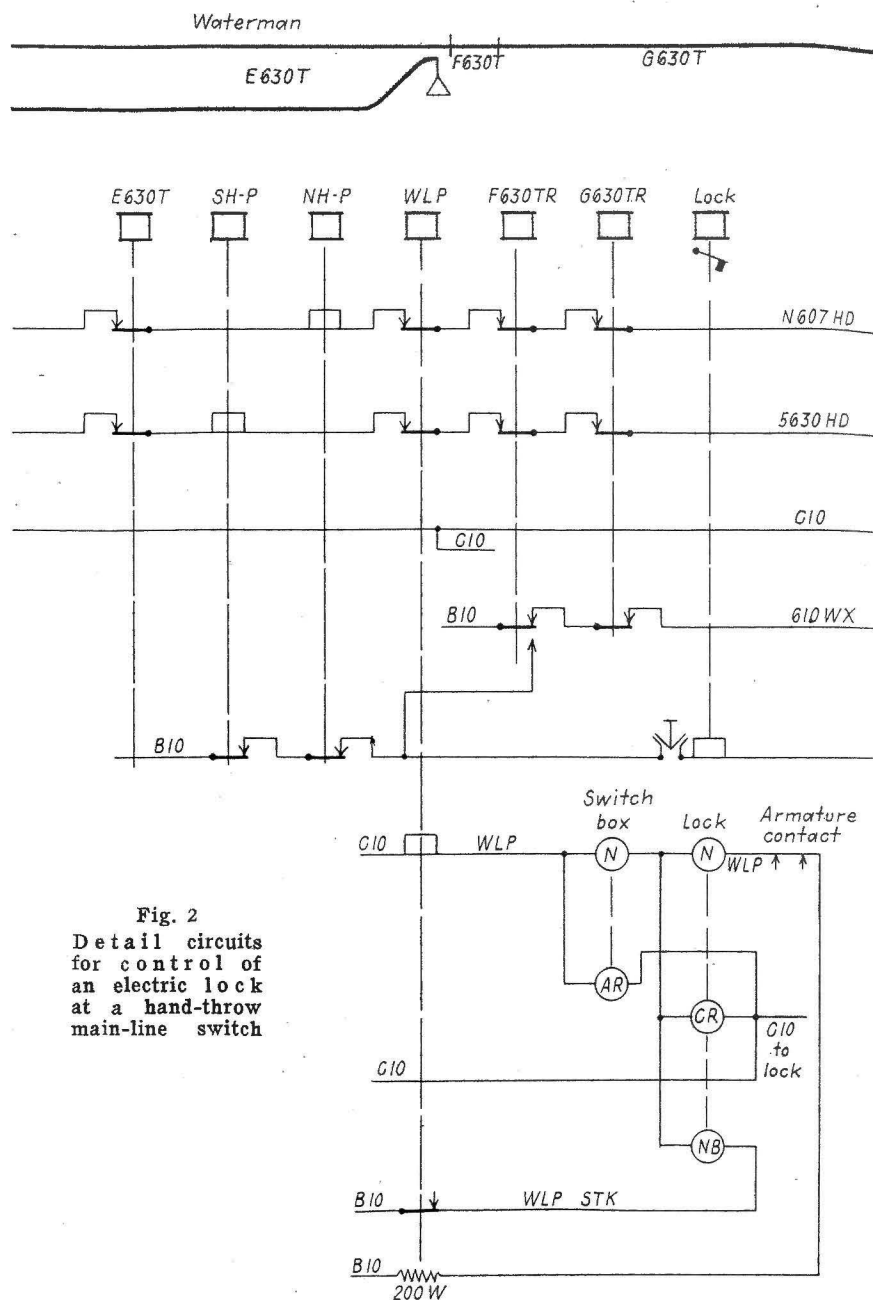 Waterman
E630T
F630T
G630T
E630T SH-P NH-P WLP F630TR G630TR Lock
N607HD
5630HD
C10
C10
B10
610WX
B10
Switch box
Lock
Armature contact
C10
WLP
N
N
WLP
AR
CR
C10 to lock
C10
NB
B10
WLP STK
B10
200W
Fig. 2
Detail circuits
for control of
an electric lock
at a hand-throw
main-line switch